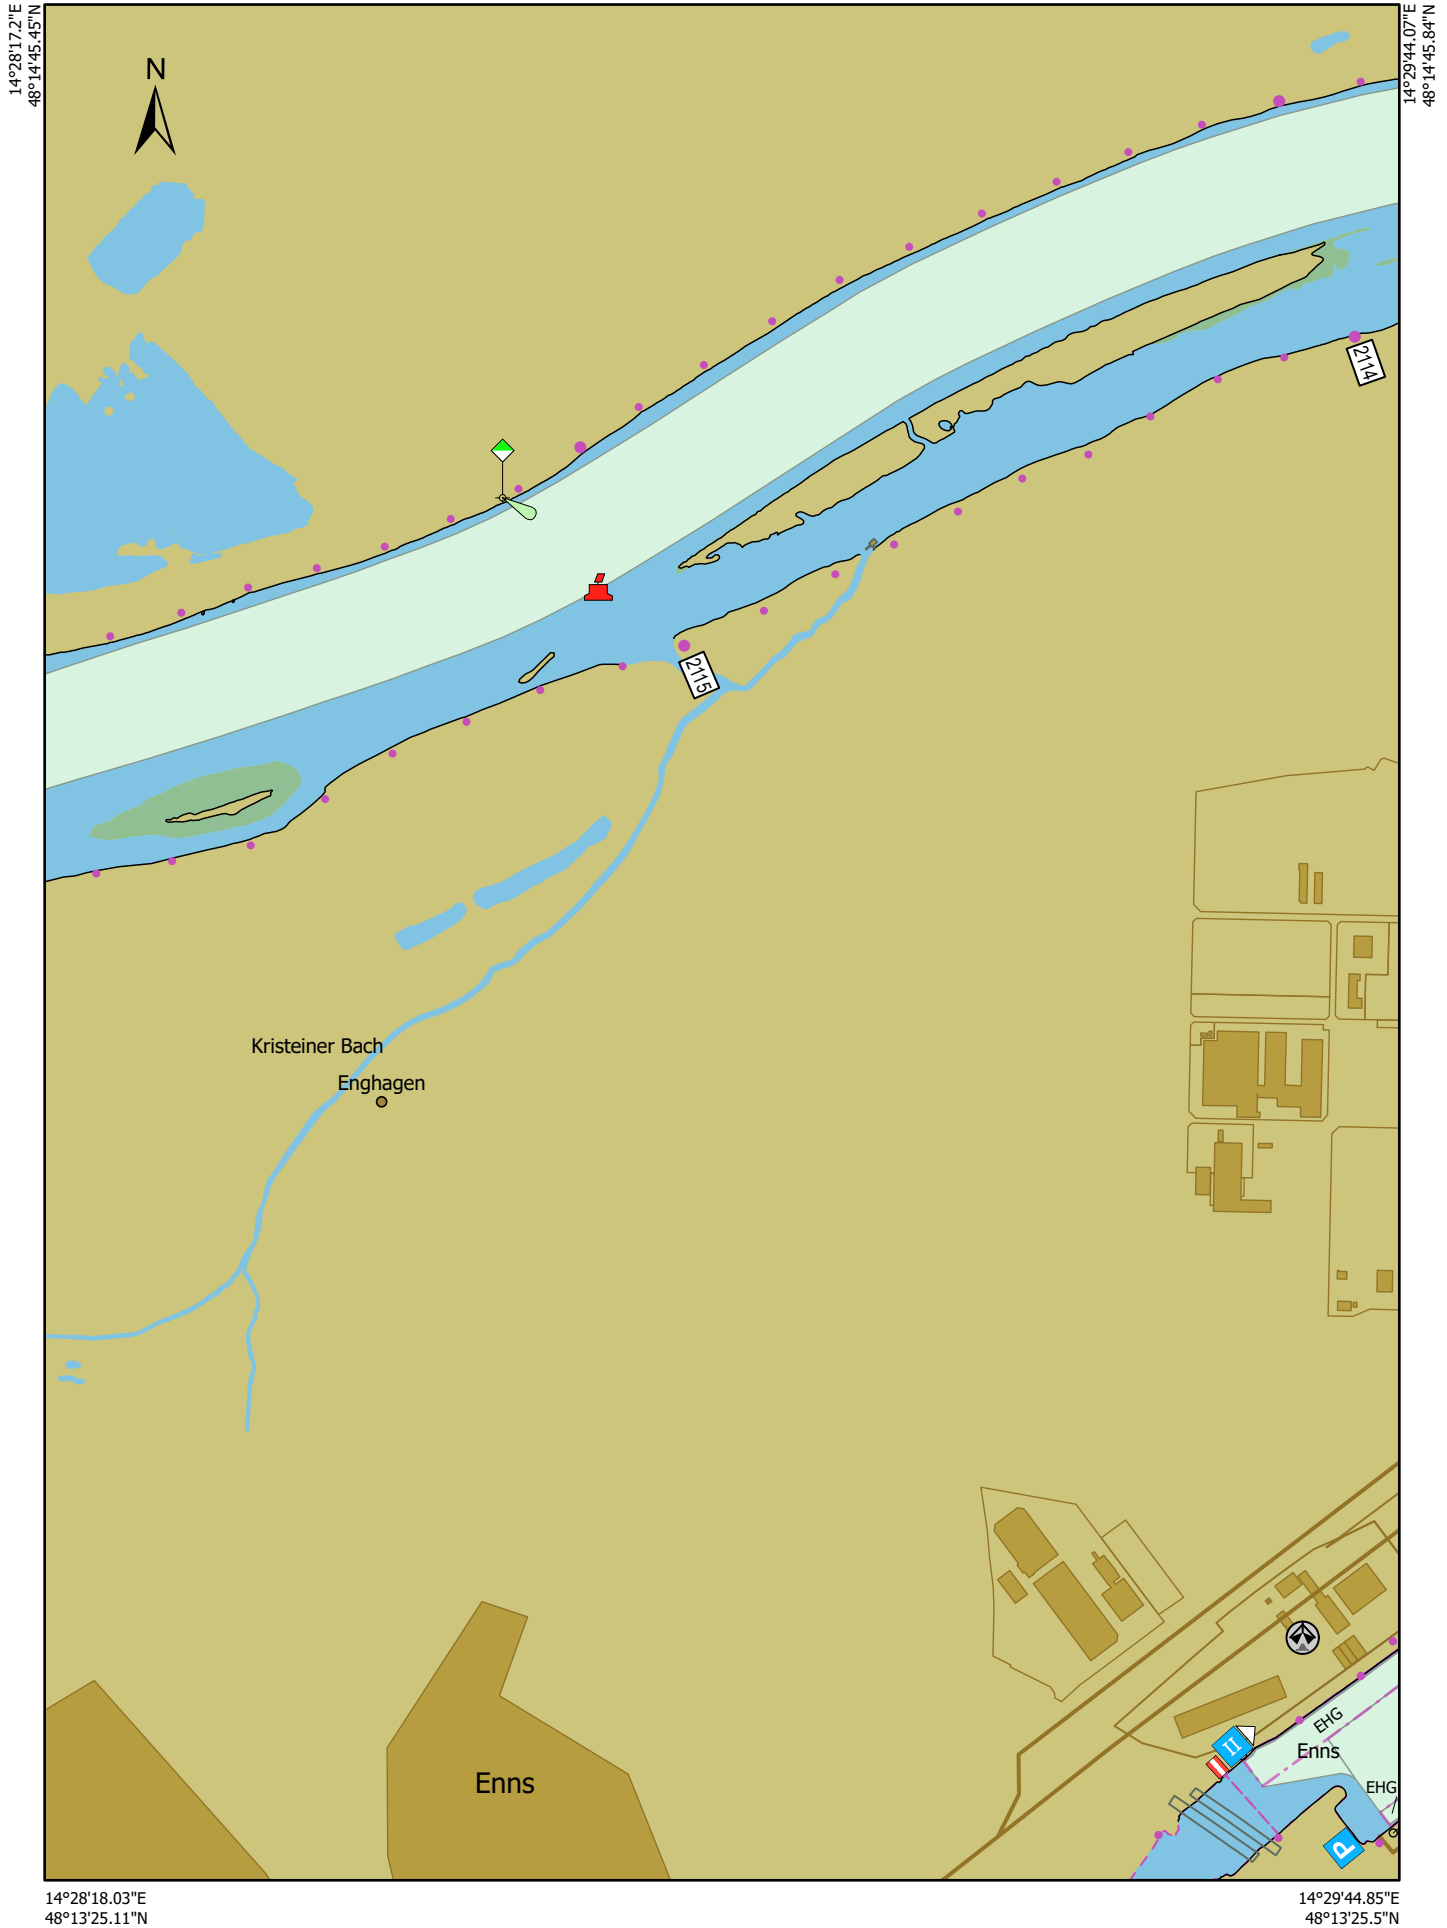 14°28'17.2"E
48°14'45.45"N
14°29'44.07"E
48°14'45.84"N
N
2114
2115
Kristeiner Bach
Enghagen
EHG
II
Enns
Enns
EHG
P
14°28'18.03"E
48°13'25.11"N
14°29'44.85"E
48°13'25.5"N